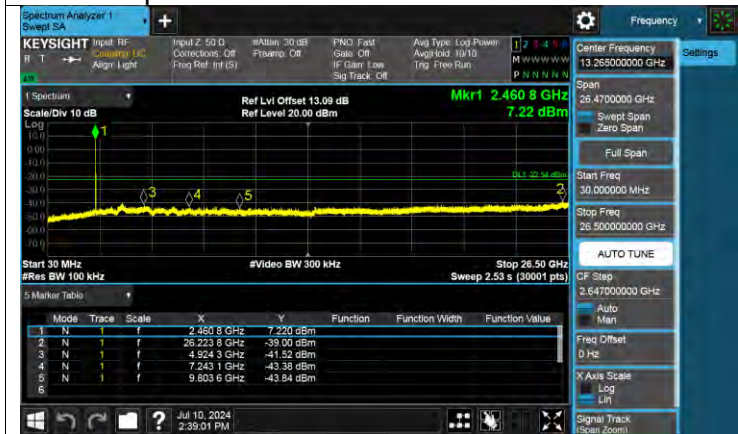 Spectrum Analyzer 1
Swept SA
Frequency
KEYSIGHT
R T
Input: RF
Coupling: DC
Align: Light
Input Z: 50 Ω
Corrections: Off
Freq Ref: Int (S)
#Atten: 30 dB
Preamp: Off
PNO: Fast
Gate: Off
IF Gain: Low
Sig Track: Off
Avg Type: Log-Power
Avg|Hold: 10/10
Trig: Free Run
1 2 3 4 5 6
M W W W W W
P N N N N N
Settings
1 Spectrum
Scale/Div 10 dB
Ref Lvl Offset 13.09 dB
Ref Level 20.00 dBm
Mkr1 2.460 8 GHz
7.22 dBm
Log
10.0
0.00
-10.0
-20.0
-30.0
-40.0
-50.0
-60.0
-70.0
1
2
3
4
5
Start 30 MHz
#Res BW 100 kHz
#Video BW 300 kHz
Stop 26.50 GHz
Sweep 2.53 s (30001 pts)
5 Marker Table
Mode Trace Scale X Y Function Function Width Function Value
1 N 1 f 2.460 8 GHz 7.220 dBm
2 N 1 f 26.223 8 GHz -39.00 dBm
3 N 1 f 4.924 3 GHz -41.52 dBm
4 N 1 f 7.243 1 GHz -43.38 dBm
5 N 1 f 9.803 6 GHz -43.84 dBm
6
Center Frequency
13.265000000 GHz
Span
26.4700000 GHz
Swept Span
Zero Span
Full Span
Start Freq
30.000000 MHz
Stop Freq
26.500000000 GHz
AUTO TUNE
CF Step
2.647000000 GHz
Auto
Man
Freq Offset
0 Hz
X Axis Scale
Log
Lin
Signal Track
(Span Zoom)
?
Jul 10, 2024
2:39:01 PM